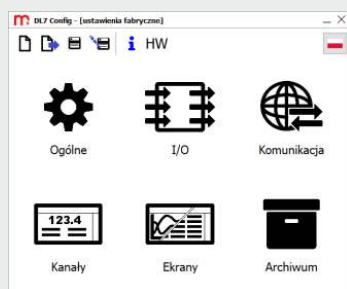 DL7 Config - [ustawienia fabryczne]
HW
Ogólne I/O Komunikacja
123.4
Kanały Ekrany Archiwum